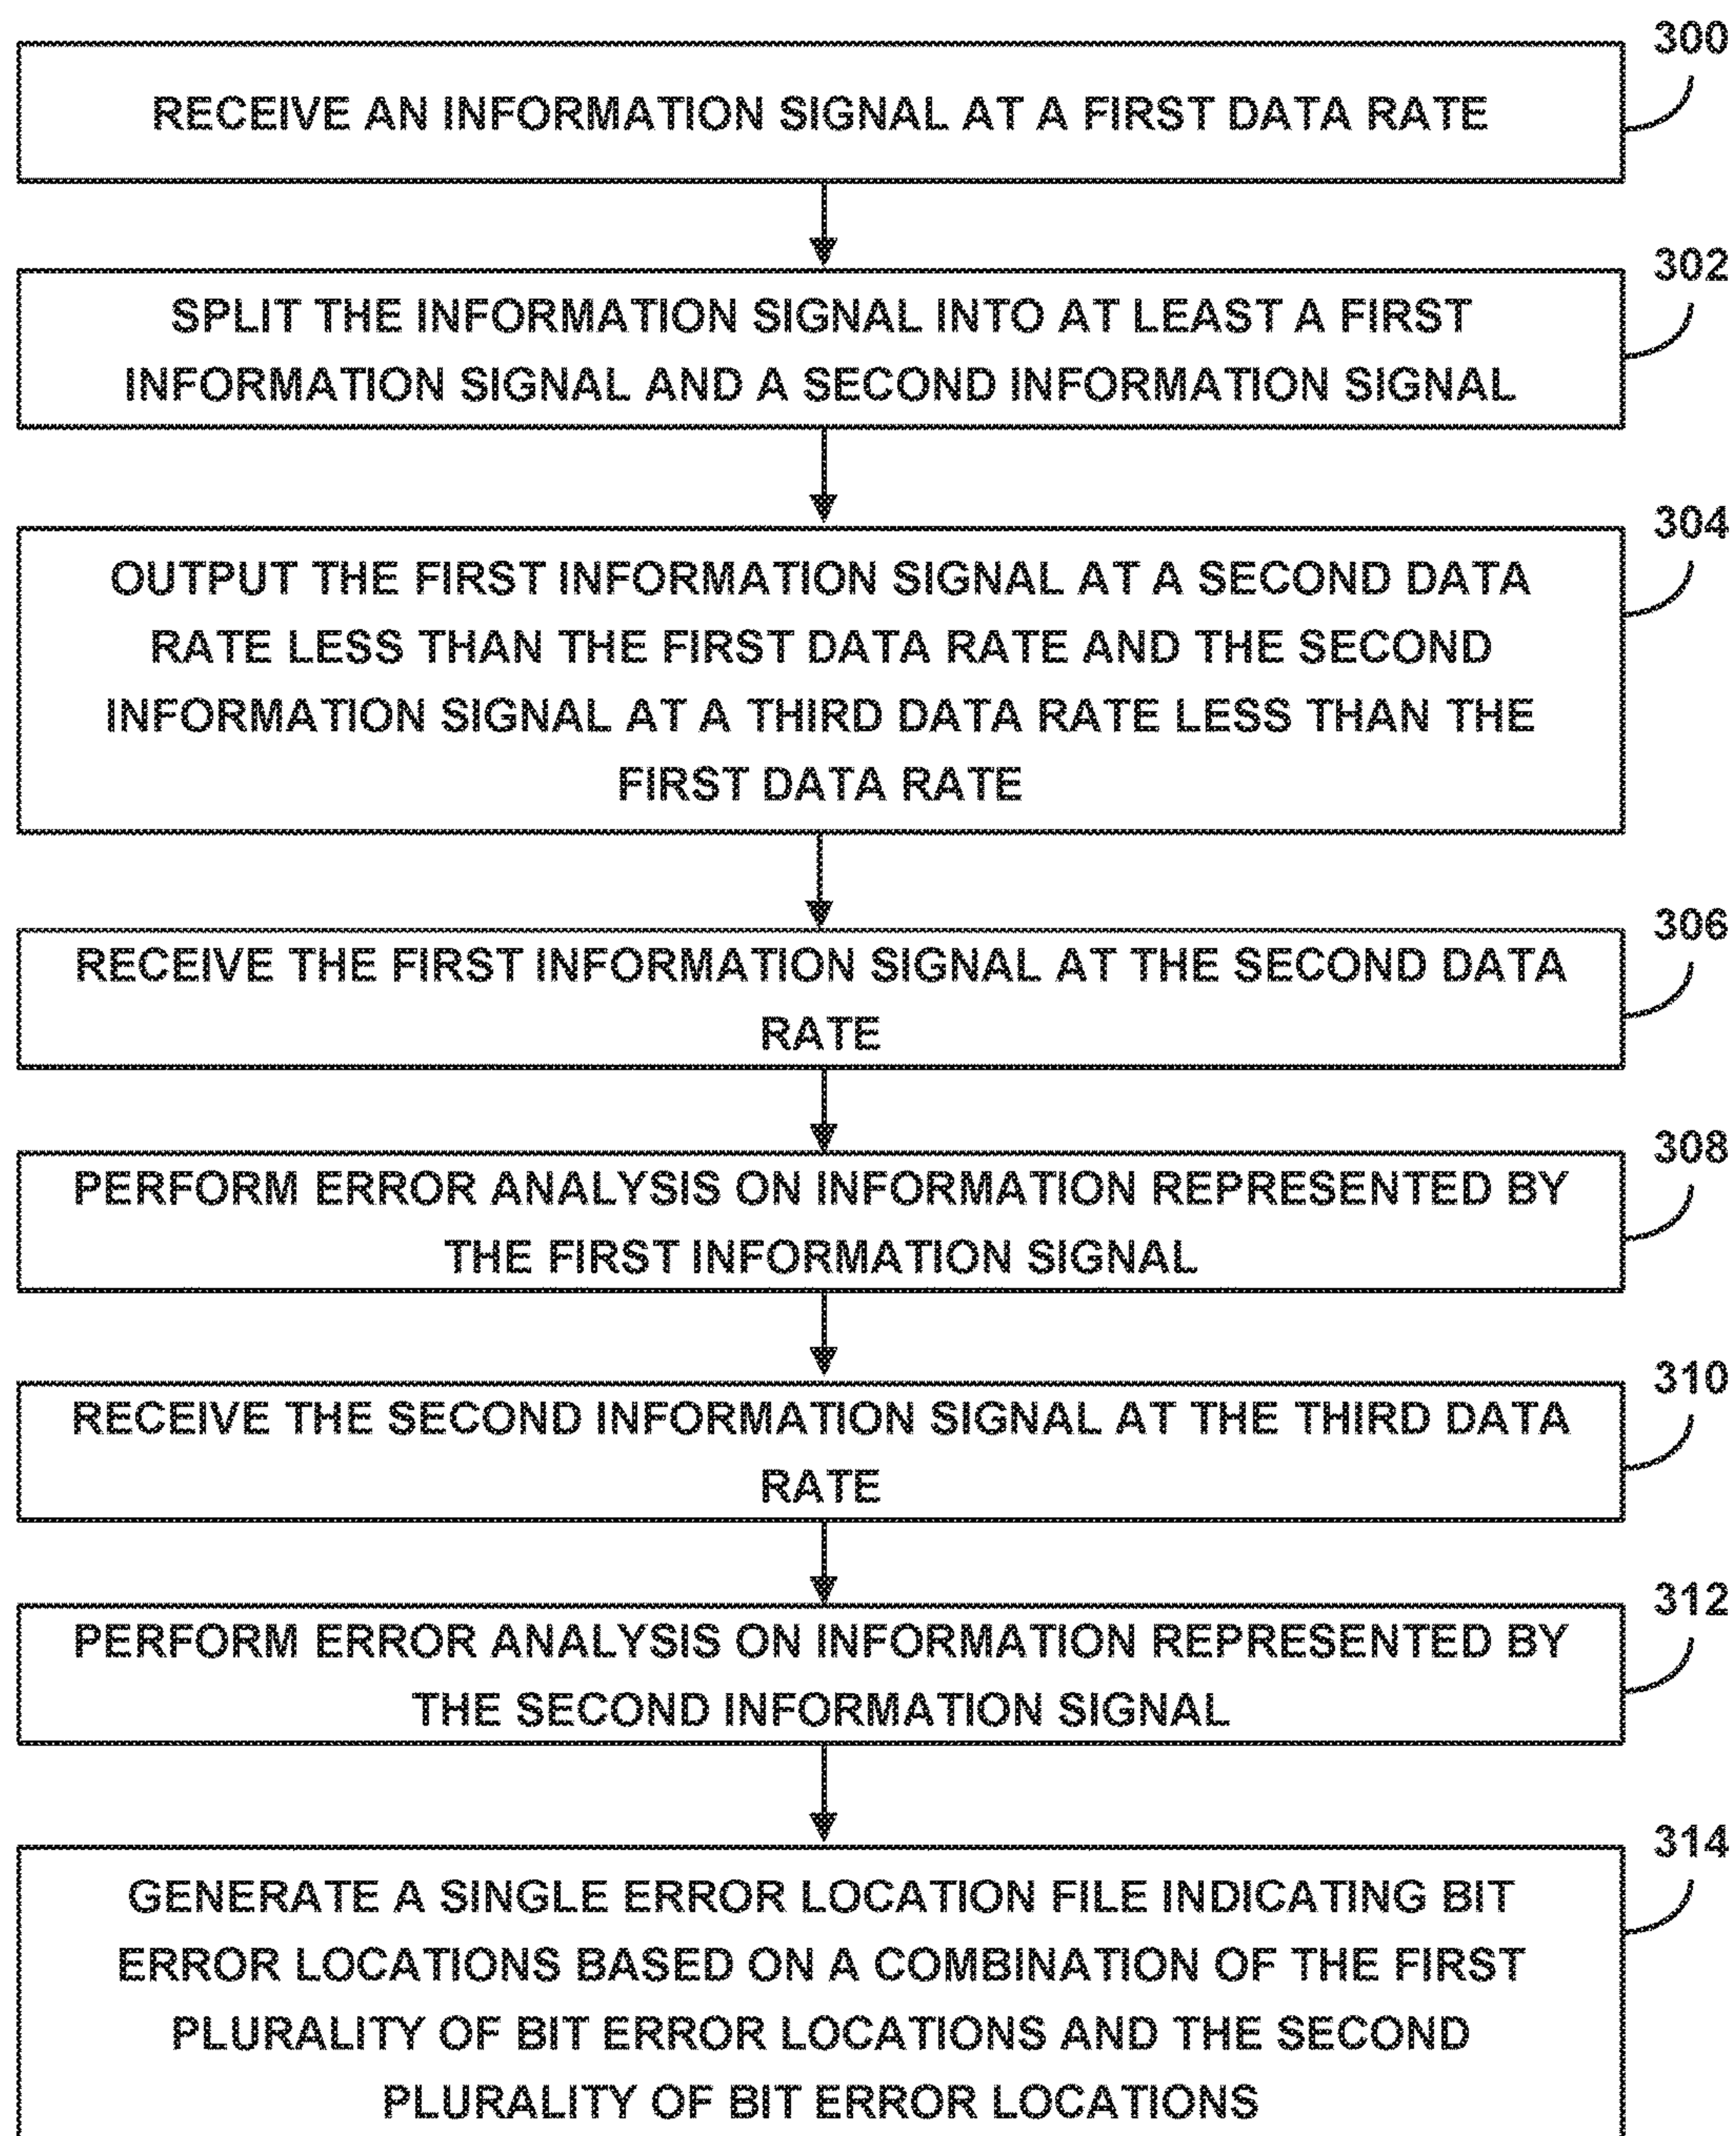 300
RECEIVE AN INFORMATION SIGNAL AT A FIRST DATA RATE
302
SPLIT THE INFORMATION SIGNAL INTO AT LEAST A FIRST
INFORMATION SIGNAL AND A SECOND INFORMATION SIGNAL
304
OUTPUT THE FIRST INFORMATION SIGNAL AT A SECOND DATA
RATE LESS THAN THE FIRST DATA RATE AND THE SECOND
INFORMATION SIGNAL AT A THIRD DATA RATE LESS THAN THE
FIRST DATA RATE
306
RECEIVE THE FIRST INFORMATION SIGNAL AT THE SECOND DATA
RATE
308
PERFORM ERROR ANALYSIS ON INFORMATION REPRESENTED BY
THE FIRST INFORMATION SIGNAL
310
RECEIVE THE SECOND INFORMATION SIGNAL AT THE THIRD DATA
RATE
312
PERFORM ERROR ANALYSIS ON INFORMATION REPRESENTED BY
THE SECOND INFORMATION SIGNAL
314
GENERATE A SINGLE ERROR LOCATION FILE INDICATING BIT
ERROR LOCATIONS BASED ON A COMBINATION OF THE FIRST
PLURALITY OF BIT ERROR LOCATIONS AND THE SECOND
PLURALITY OF BIT ERROR LOCATIONS